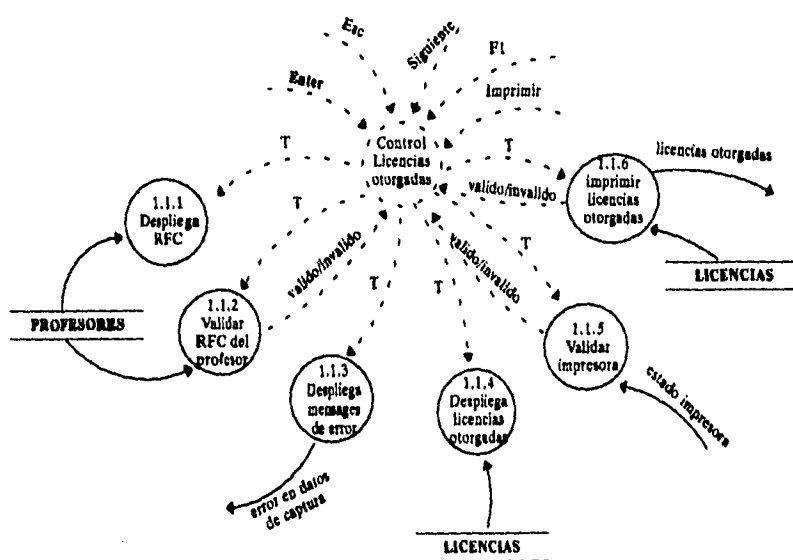 Esc
Siguiente
F1
Enter
Imprimir
Control
Licencias
otorgadas
T
T
licencias otorgadas
1.1.6
imprimir
licencias
otorgadas
valido/invalido
1.1.1
Despliega
RFC
T
T
valido/invalido
valido/invalido
LICENCIAS
T
T
PROFESORES
1.1.2
Validar
RFC del
profesor
1.1.5
Validar
impresora
1.1.3
Despliega
mensages
de error
1.1.4
Despliega
licencias
otorgadas
estado impresora
error en datos
de captura
LICENCIAS